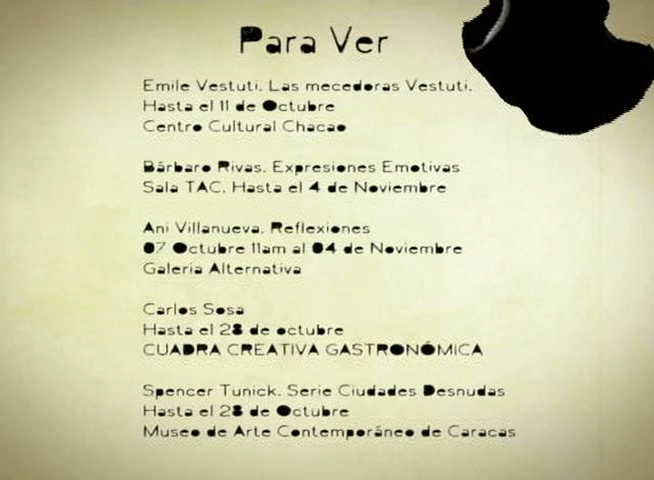 Para Ver
Emile Vestuti. Las mecedoras Vestuti.
Hasta el 11 de Octubre
Centro Cultural Chacao
Bárbaro Rivas. Expresiones Emotivas
Sala TAC. Hasta el 4 de Noviembre
Ani Villanueva. Reflexiones
07 Octubre 11am al 04 de Noviembre
Galeria Alternativa
Carlos Sosa
Hasta el 28 de octubre
CUADRA CREATIVA GASTRONÓMICA
Spencer Tunick. Serie Ciudades Desnudas
Hasta el 28 de Octubre
Museo de Arte Contemporáneo de Caracas